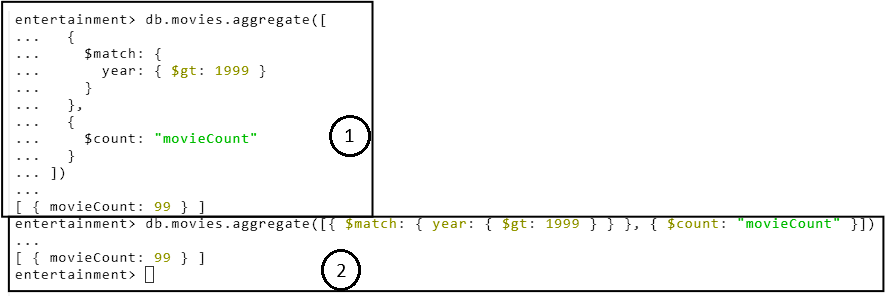 entertainment> db.movies.aggregate([
...   {
...     $match: {
...       year: { $gt: 1999 }
...     }
...   },
...   {
...     $count: "movieCount"
...   }
... ])
...
[ { movieCount: 99 } ]
1
entertainment> db.movies.aggregate([{ $match: { year: { $gt: 1999 } } }, { $count: "movieCount" }])
...
[ { movieCount: 99 } ]
entertainment>
2